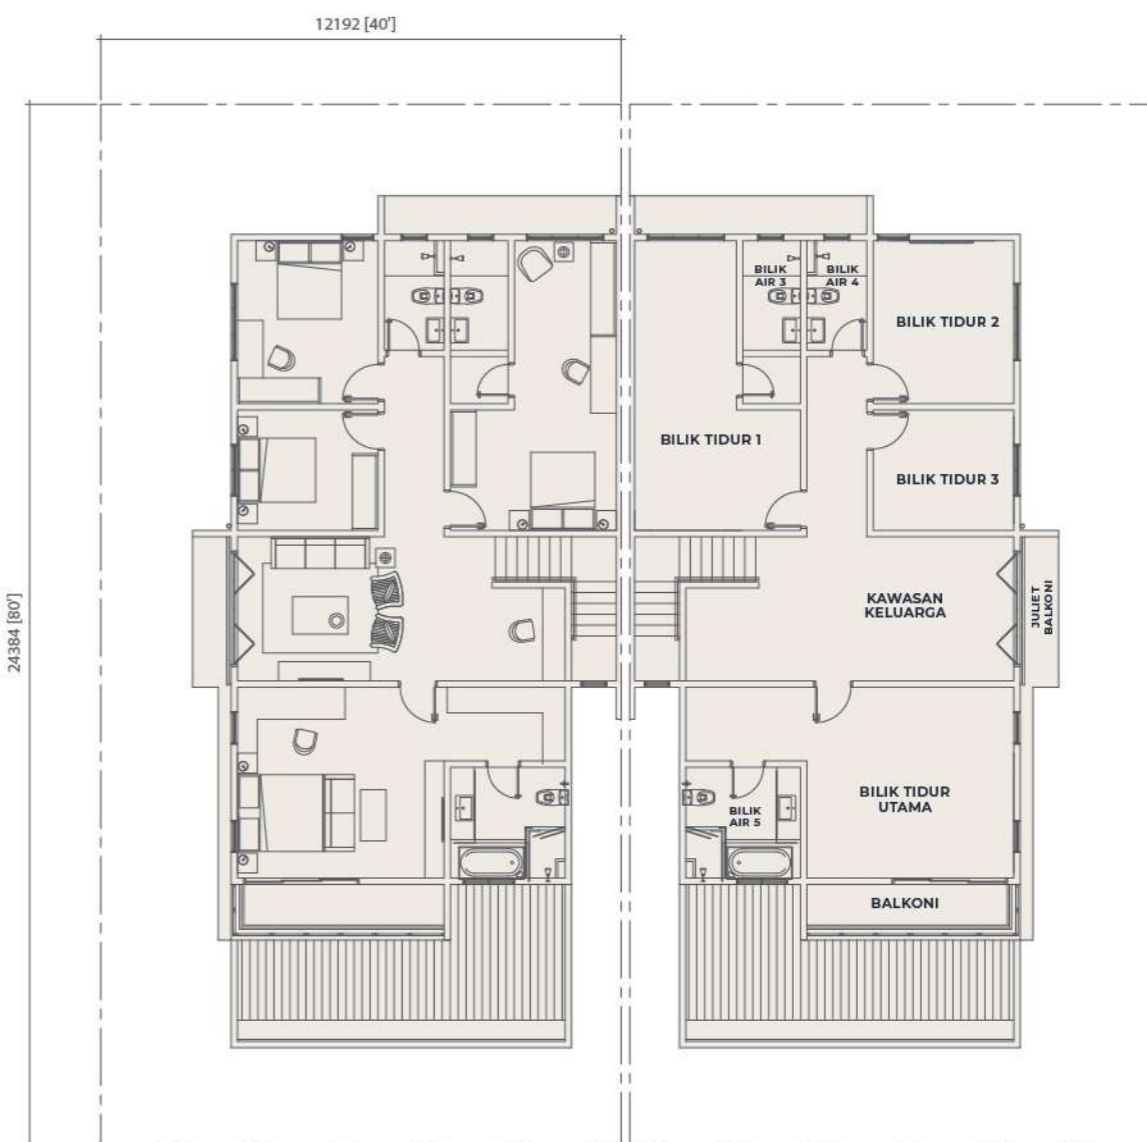 12192 [40']
24384 [80']
BILIK
AIR 3
BILIK
AIR 4
BILIK TIDUR 2
BILIK TIDUR 1
BILIK TIDUR 3
KAWASAN
KELUARGA
JULIET
BALKONI
BILIK TIDUR
UTAMA
BILIK
AIR 5
BALKONI